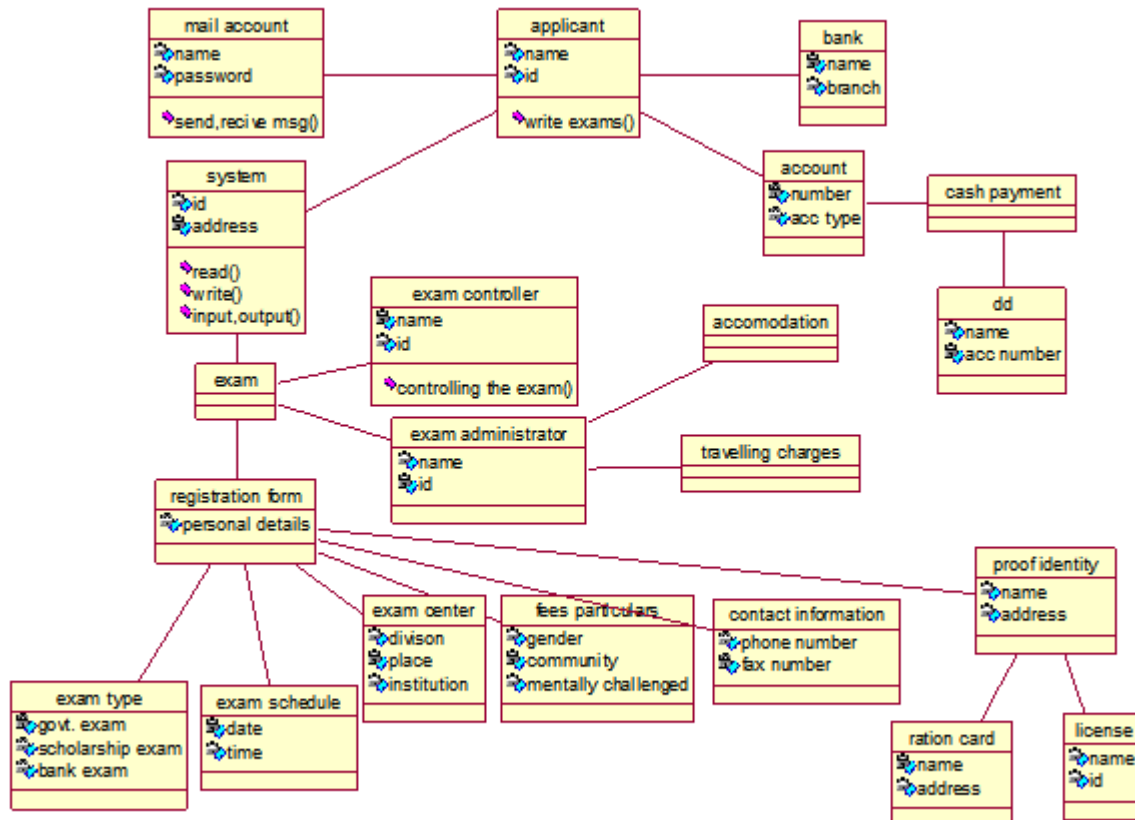 mail account
name
password
send,recive msg()
applicant
name
id
write exams()
bank
name
branch
system
id
address
read()
write()
input,output()
account
number
acc type
cash payment
dd
name
acc number
exam controller
name
id
controlling the exam()
accomodation
exam
exam administrator
name
id
travelling charges
registration form
personal details
proof identity
name
address
exam center
divison
place
institution
fees particulars
gender
community
mentally challenged
contact information
phone number
fax number
exam type
govt. exam
scholarship exam
bank exam
exam schedule
date
time
ration card
name
address
license
name
id